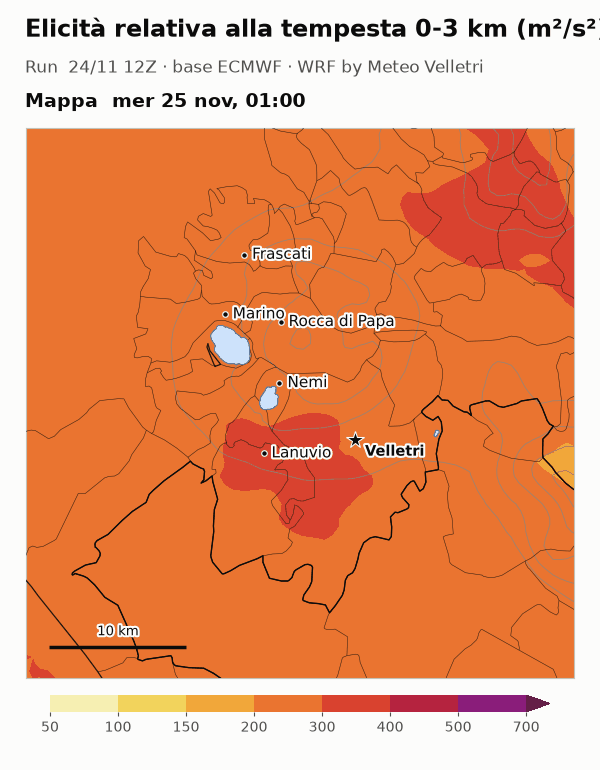 Elicità relativa alla tempesta 0-3 km (m²/s²)
Run 24/11 12Z · base ECMWF · WRF by Meteo Velletri
Mappa mer 25 nov, 01:00
Frascati
Marino
Rocca di Papa
Nemi
Lanuvio
Velletri
10 km
50 100 150 200 300 400 500 700